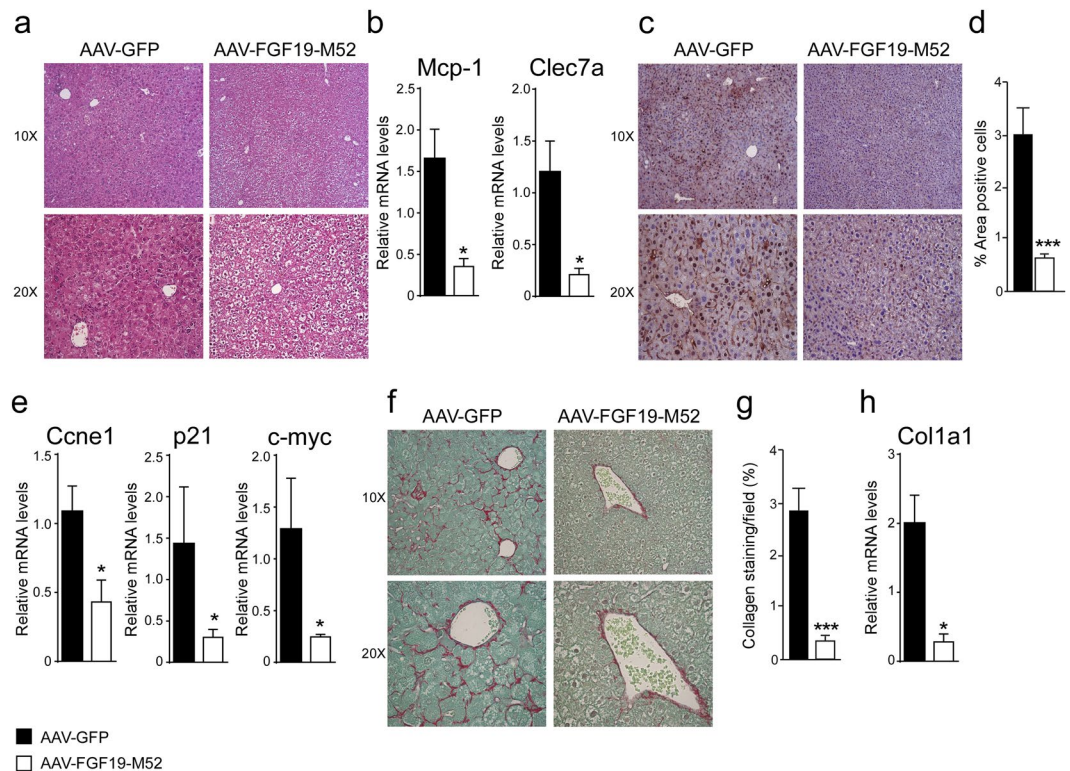 a
AAV-GFP AAV-FGF19-M52
10X
20X
b
Mcp-1
Relative mRNA levels
2.5
2.0
1.5
1.0
0.5
0
*
Clec7a
Relative mRNA levels
2.0
1.5
1.0
0.5
0
*
c
AAV-GFP AAV-FGF19-M52
10X
20X
d
% Area positive cells
4
3
2
1
0
***
e
Ccne1
Relative mRNA levels
1.5
1.0
0.5
0
*
p21
Relative mRNA levels
2.5
2.0
1.5
1.0
0.5
0
*
c-myc
Relative mRNA levels
2.0
1.5
1.0
0.5
0
*
f
AAV-GFP AAV-FGF19-M52
10X
20X
g
Collagen staining/field (%)
4
3
2
1
0
***
h
Col1a1
Relative mRNA levels
3
2
1
0
*
AAV-GFP
AAV-FGF19-M52